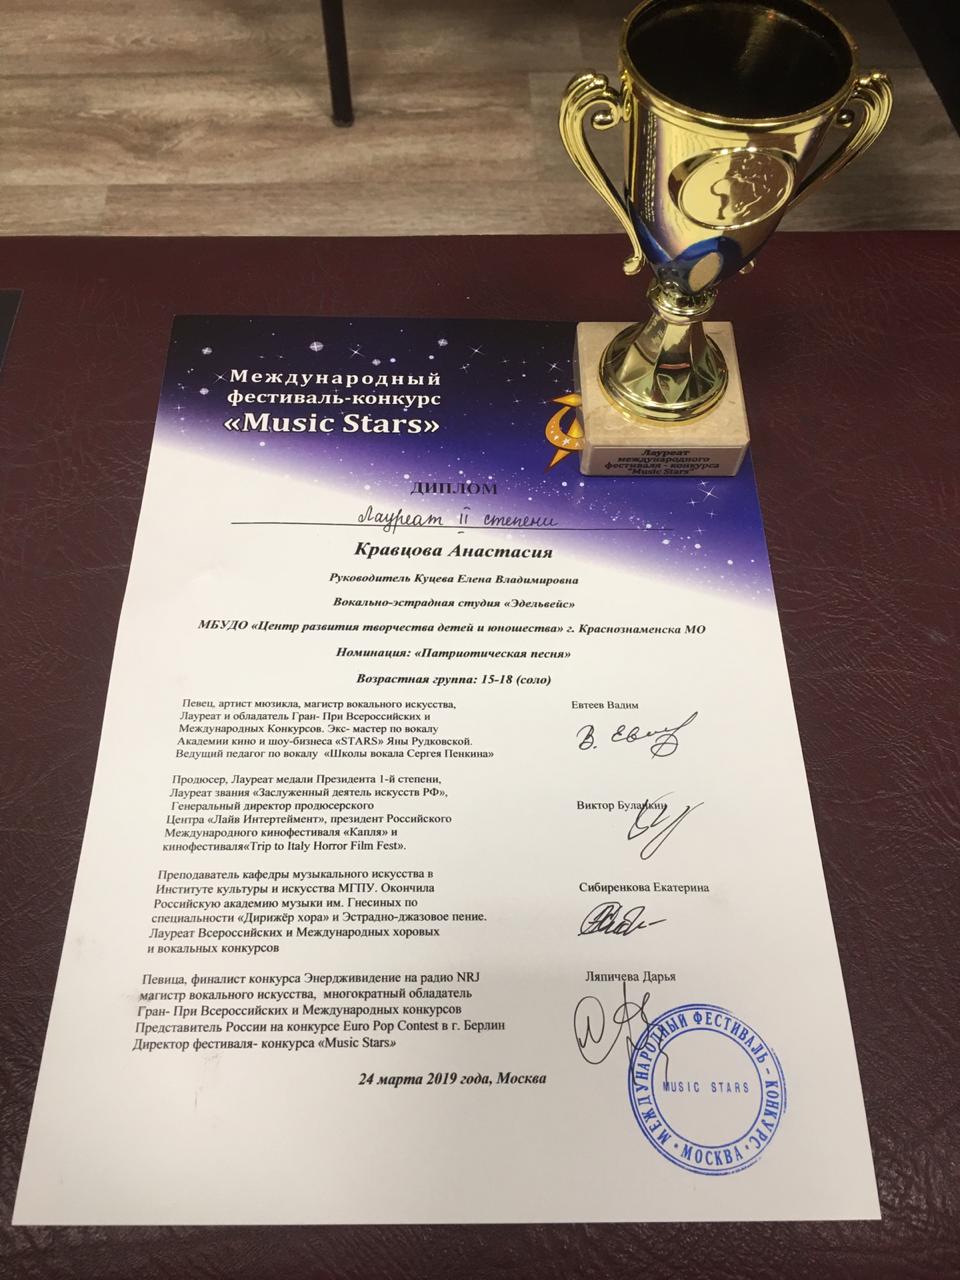 Международный
фестиваль-конкурс
«Music Stars»
Лауреат
международного
фестиваля - конкурса
"Music Stars"
ДИПЛОМ
Лауреат II степени
Кравцова Анастасия
Руководитель Куцева Елена Владимировна
Вокально-эстрадная студия «Эдельвейс»
МБУДО «Центр развития творчества детей и юношества» г. Краснознаменска МО
Номинация: «Патриотическая песня»
Возрастная группа: 15-18 (соло)
Певец, артист мюзикла, магистр вокального искусства,
Лауреат и обладатель Гран- При Всероссийских и
Международных Конкурсов. Экс- мастер по вокалу
Академии кино и шоу-бизнеса «STARS» Яны Рудковской.
Ведущий педагог по вокалу «Школы вокала Сергея Пенкина»
Евтеев Вадим
В. Евтеев
Продюсер, Лауреат медали Президента 1-й степени,
Лауреат звания «Заслуженный деятель искусств РФ»,
Генеральный директор продюсерского
Центра «Лайв Интертеймент», президент Российского
Международного кинофестиваля «Капля» и
кинофестиваля«Trip to Italy Horror Film Fest».
Виктор Буланкин
Преподаватель кафедры музыкального искусства в
Институте культуры и искусства МГПУ. Окончила
Российскую академию музыки им. Гнесиных по
специальности «Дирижёр хора» и Эстрадно-джазовое пение.
Лауреат Всероссийских и Международных хоровых
и вокальных конкурсов
Сибиренкова Екатерина
Певица, финалист конкурса Энердживидение на радио NRJ
магистр вокального искусства, многократный обладатель
Гран- При Всероссийских и Международных конкурсов
Представитель России на конкурсе Euro Pop Contest в г. Берлин
Директор фестиваля- конкурса «Music Stars»
Ляпичева Дарья
24 марта 2019 года, Москва
МЕЖДУНАРОДНЫЙ ФЕСТИВАЛЬ - КОНКУРС
MUSIC STARS
• МОСКВА •